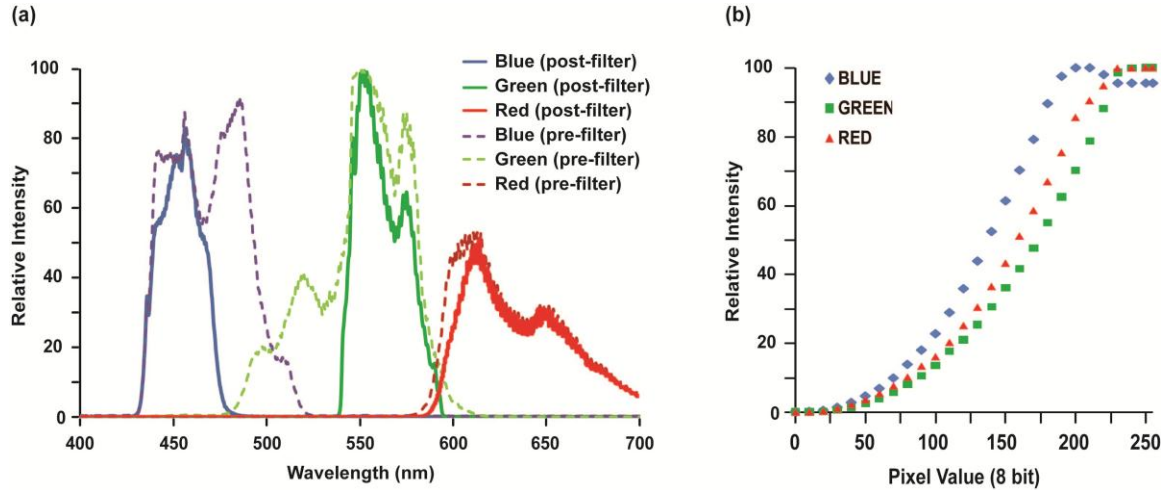 (a)
Blue (post-filter)
Green (post-filter)
Red (post-filter)
Blue (pre-filter)
Green (pre-filter)
Red (pre-filter)
100
80
60
40
20
0
Relative Intensity
400
450
500
550
600
650
700
Wavelength (nm)
(b)
BLUE
GREEN
RED
100
80
60
40
20
0
Relative Intensity
0
50
100
150
200
250
Pixel Value (8 bit)